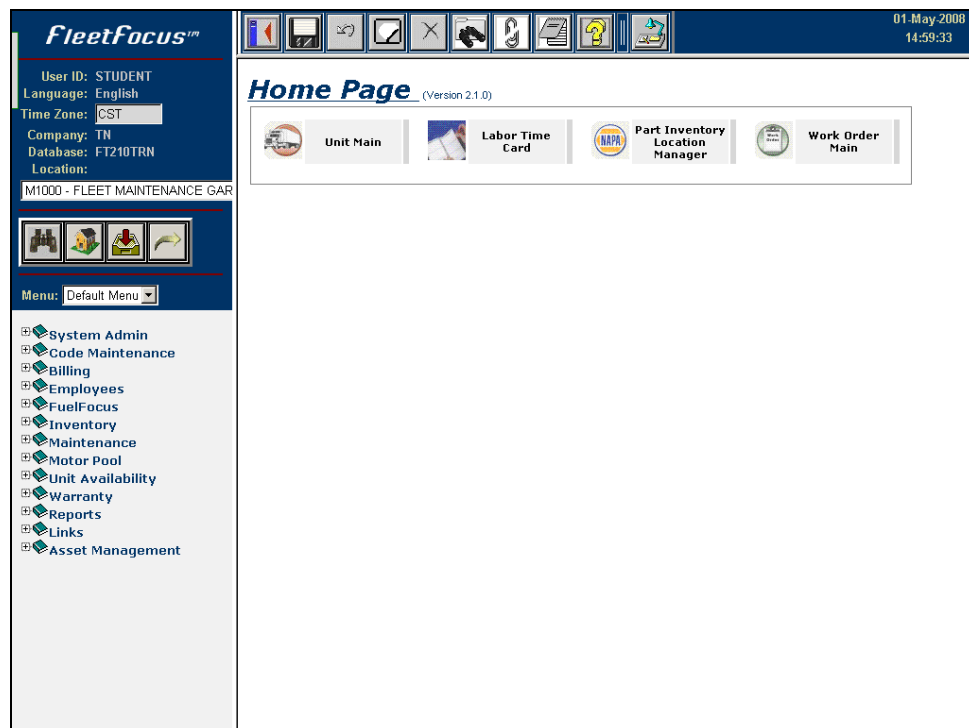 FleetFocus™
01-May-2008
14:59:33
User ID: STUDENT
Language: English
Time Zone: CST
Company: TN
Database: FT210TRN
Location:
M1000 - FLEET MAINTENANCE GAR
Menu: Default Menu
System Admin
Code Maintenance
Billing
Employees
FuelFocus
Inventory
Maintenance
Motor Pool
Unit Availability
Warranty
Reports
Links
Asset Management
Home Page (Version 2.1.0)
Unit Main
Labor Time
Card
NAPA
Part Inventory
Location
Manager
Work Order
Work Order
Main